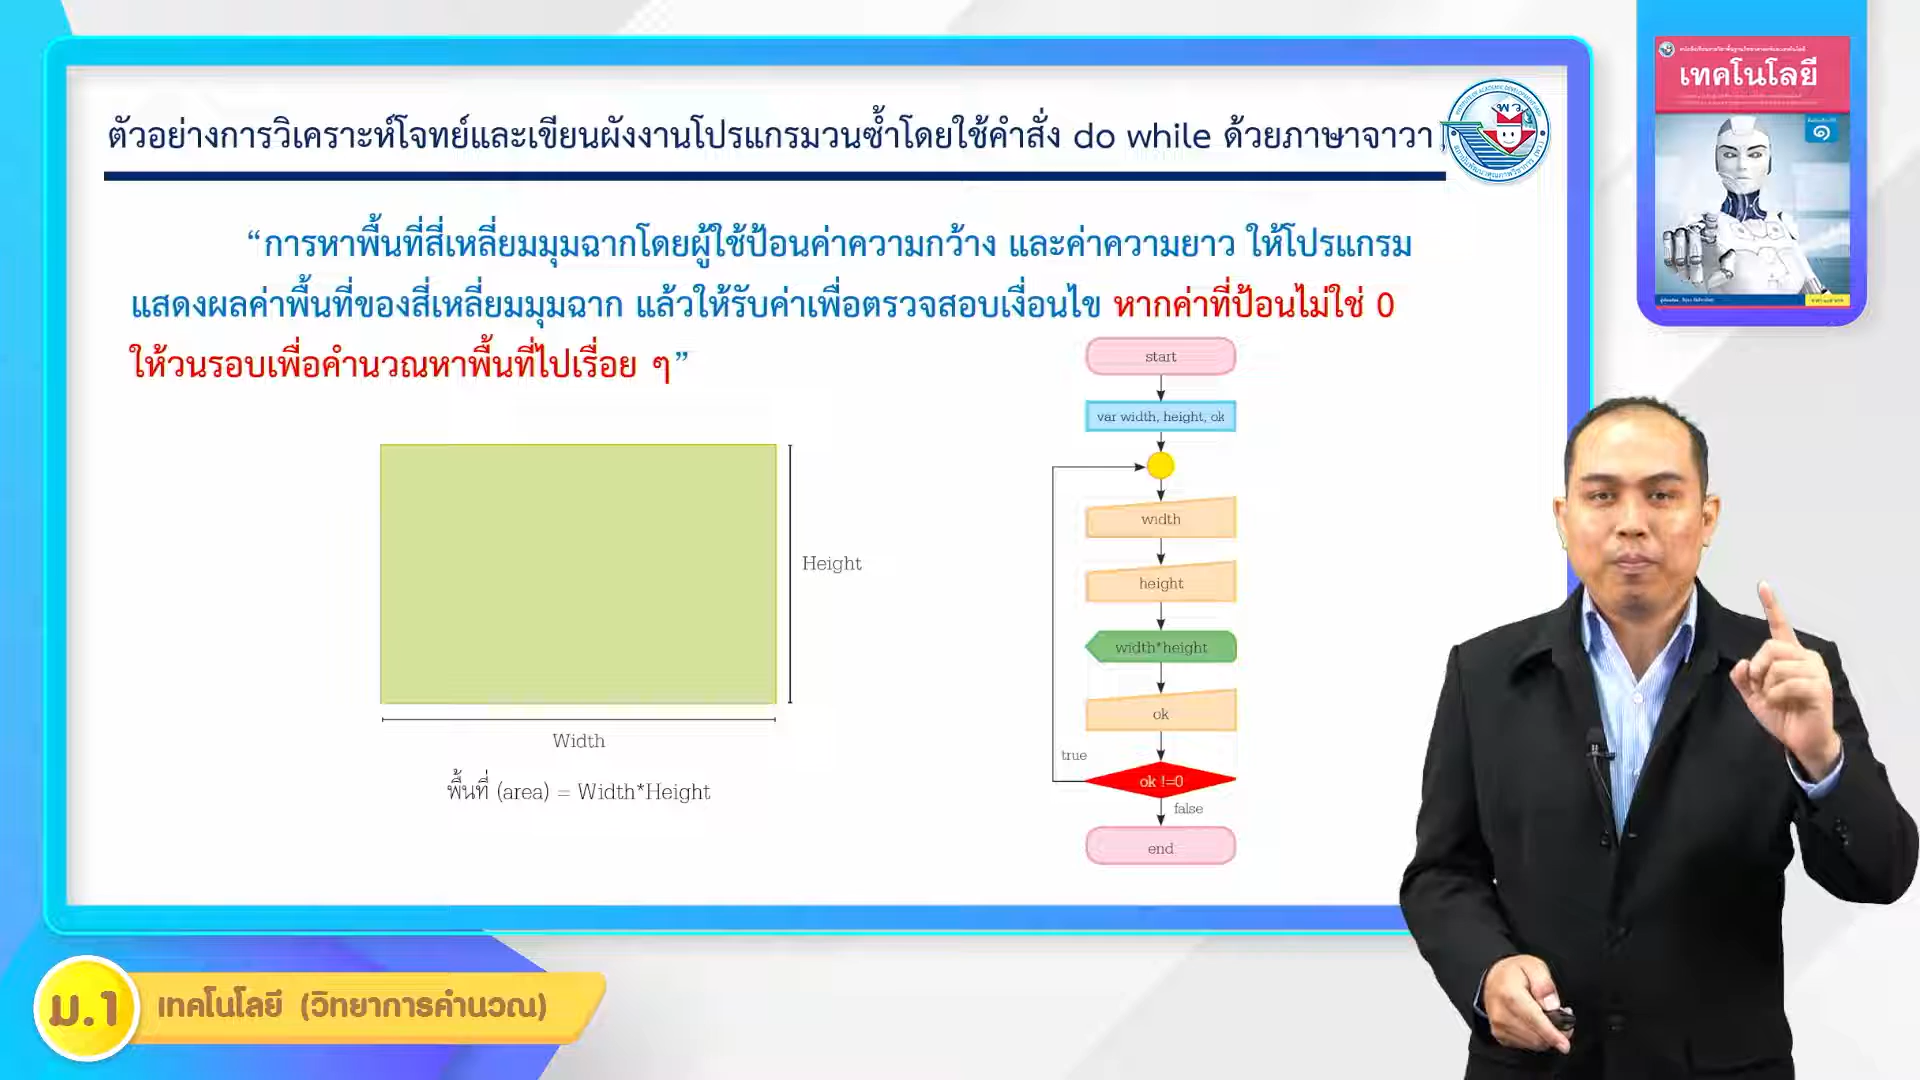 ตัวอย่างการวิเคราะห์โจทย์และเขียนผังงานโปรแกรมวนซ้ำโดยใช้คำสั่ง do while ด้วยภาษาจาวา
“การหาพื้นที่สี่เหลี่ยมมุมฉากโดยผู้ใช้ป้อนค่าความกว้าง และค่าความยาว ให้โปรแกรม
แสดงผลค่าพื้นที่ของสี่เหลี่ยมมุมฉาก แล้วให้รับค่าเพื่อตรวจสอบเงื่อนไข หากค่าที่ป้อนไม่ใช่ 0
ให้วนรอบเพื่อคำนวณหาพื้นที่ไปเรื่อย ๆ”
Height
Width
พื้นที่ (area) = Width*Height
start
var width, height, ok
width
height
width*height
ok
true
ok !=0
false
end
พว.
เทคโนโลยี
๑
ม.1
เทคโนโลยี (วิทยาการคำนวณ)